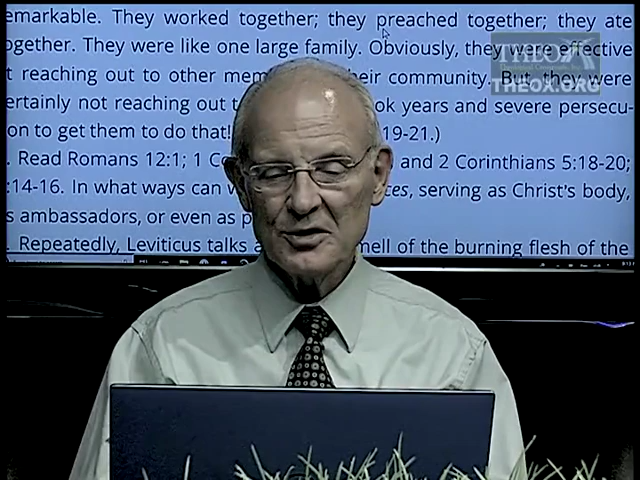 emarkable. They worked together; they preached together; they ate
ogether. They were like one large family. Obviously, they were effective
t reaching out to other mem heir community. But, they were
ertainly not reaching out t ok years and severe persecu-
on to get them to do that! 19-21.)
. Read Romans 12:1; 1 Co and 2 Corinthians 5:18-20;
:14-16. In what ways can w ces, serving as Christ's body,
s ambassadors, or even as p
. Repeatedly, Leviticus talks a mell of the burning flesh of the
THEOX
THEOX.ORG